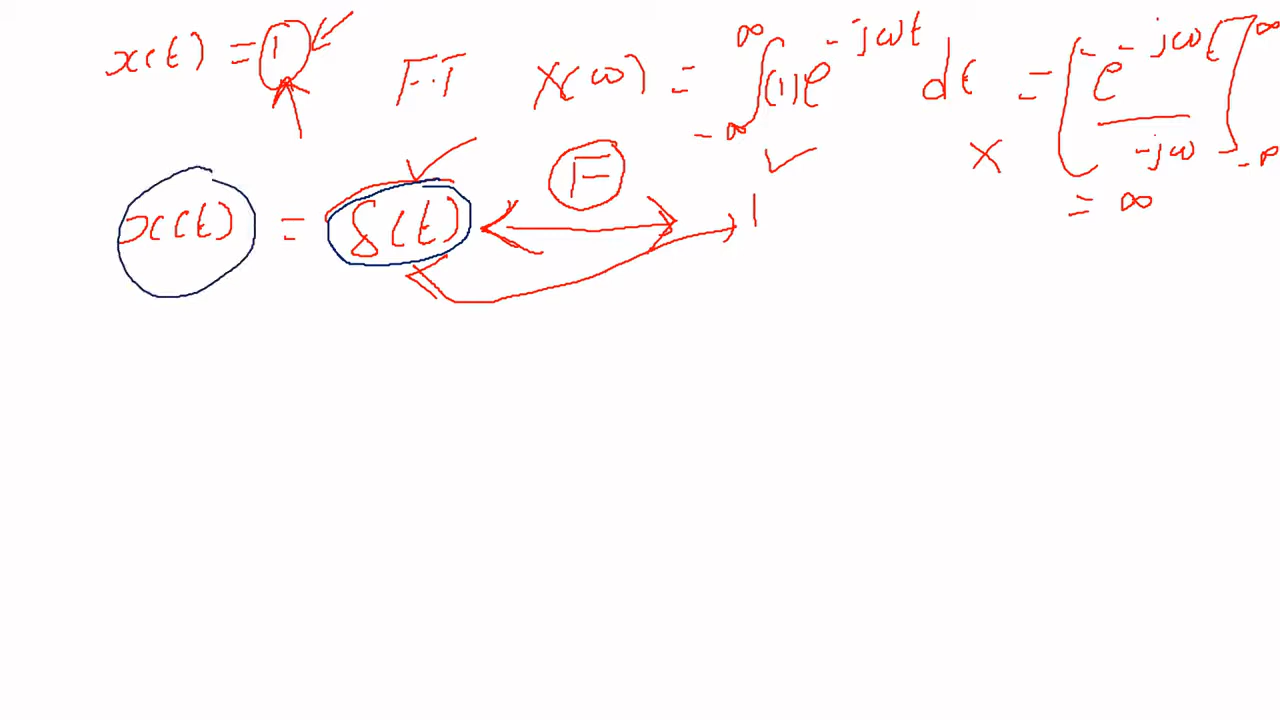 x(t) = 1 F.T X(ω) = ∫_{-∞}^{∞} (1) e^{-jωt} dt = [e^{-jωt} / -jω]_{-∞}^{∞}
x(t) = δ(t) ↔ F 1 ✓ X = ∞